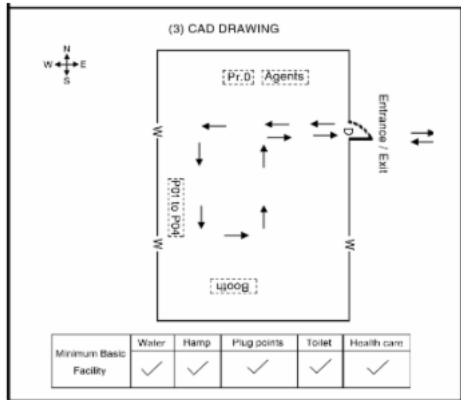 (3) CAD DRAWING
N
W E
S
Pr.0 Agents
Entrance / Exit
D
W
P01 to P04
W
W
Booth
Minimum Basic Facility Water Ramp Plug points Toilet Health care